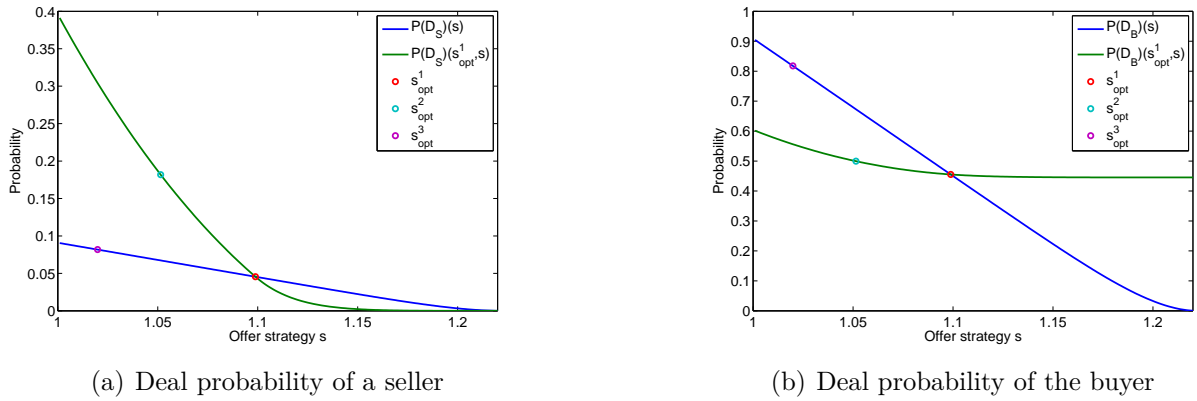 0.4
0.35
0.3
0.25
0.2
0.15
0.1
0.05
0
Probability
1 1.05 1.1 1.15 1.2
Offer strategy s
P(D_S)(s)
P(D_S)(s^1_opt,s)
s^1_opt
s^2_opt
s^3_opt
(a) Deal probability of a seller
1
0.9
0.8
0.7
0.6
0.5
0.4
0.3
0.2
0.1
0
Probability
1 1.05 1.1 1.15 1.2
Offer strategy s
P(D_B)(s)
P(D_B)(s^1_opt,s)
s^1_opt
s^2_opt
s^3_opt
(b) Deal probability of the buyer